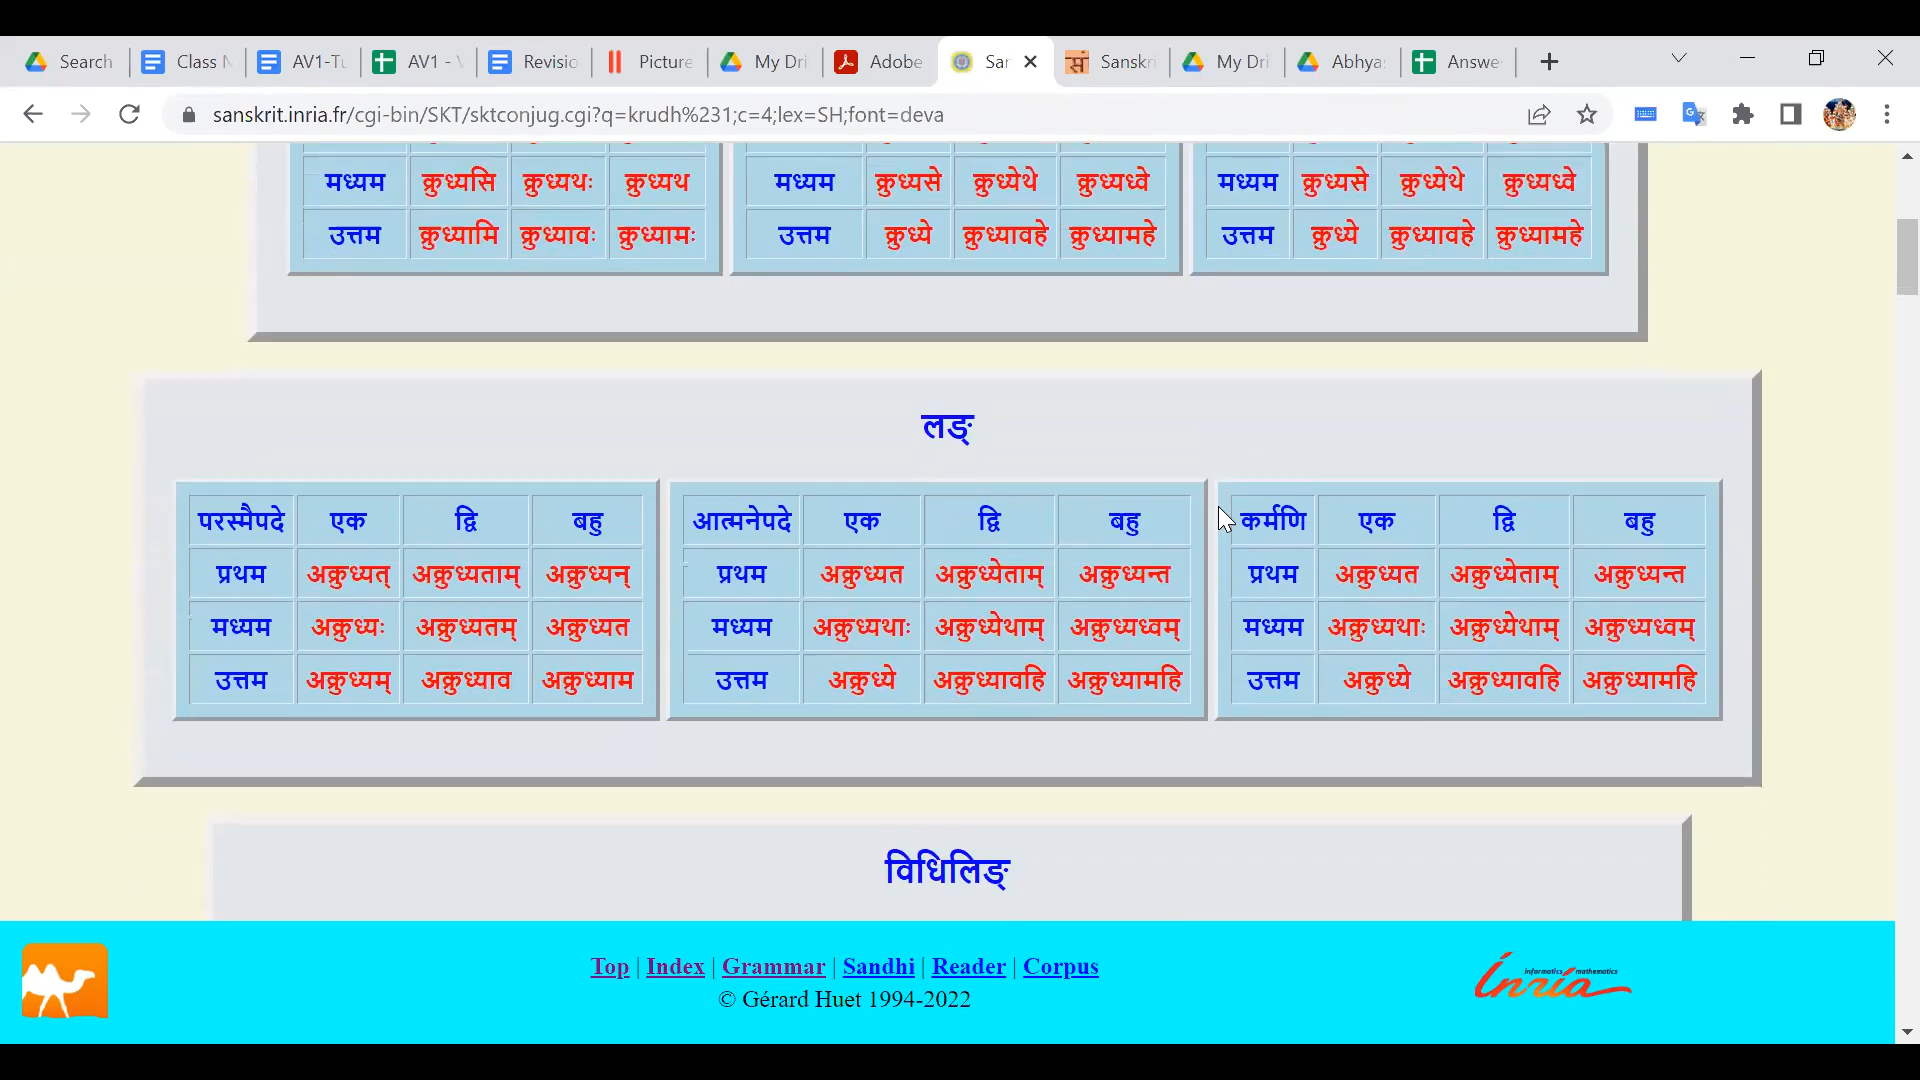 Search
Class N
AV1-Tu
AV1 - V
Revisio
Picture
My Dri
Adobe
San
Sanskri
My Dri
Abhya
Answe
sanskrit.inria.fr/cgi-bin/SKT/sktconjug.cgi?q=krudh%231;c=4;lex=SH;font=deva
मध्यम क्रुध्यसि क्रुध्यथः क्रुध्यथ मध्यम क्रुध्यसे क्रुध्येथे क्रुध्यध्वे मध्यम क्रुध्यसे क्रुध्येथे क्रुध्यध्वे
उत्तम क्रुध्यामि क्रुध्यावः क्रुध्यामः उत्तम क्रुध्ये क्रुध्यावहे क्रुध्यामहे उत्तम क्रुध्ये क्रुध्यावहे क्रुध्यामहे
लङ्
परस्मैपदे एक द्वि बहु आत्मनेपदे एक द्वि बहु कर्मणि एक द्वि बहु
प्रथम अक्रुध्यत् अक्रुध्यताम् अक्रुध्यन् प्रथम अक्रुध्यत अक्रुध्येताम् अक्रुध्यन्त प्रथम अक्रुध्यत अक्रुध्येताम् अक्रुध्यन्त
मध्यम अक्रुध्यः अक्रुध्यतम् अक्रुध्यत मध्यम अक्रुध्यथाः अक्रुध्येथाम् अक्रुध्यध्वम् मध्यम अक्रुध्यथाः अक्रुध्येथाम् अक्रुध्यध्वम्
उत्तम अक्रुध्यम् अक्रुध्याव अक्रुध्याम उत्तम अक्रुध्ये अक्रुध्यावहि अक्रुध्यामहि उत्तम अक्रुध्ये अक्रुध्यावहि अक्रुध्यामहि
विधिलिङ्
Top | Index | Grammar | Sandhi | Reader | Corpus
© Gérard Huet 1994-2022
informatics mathematics
inria